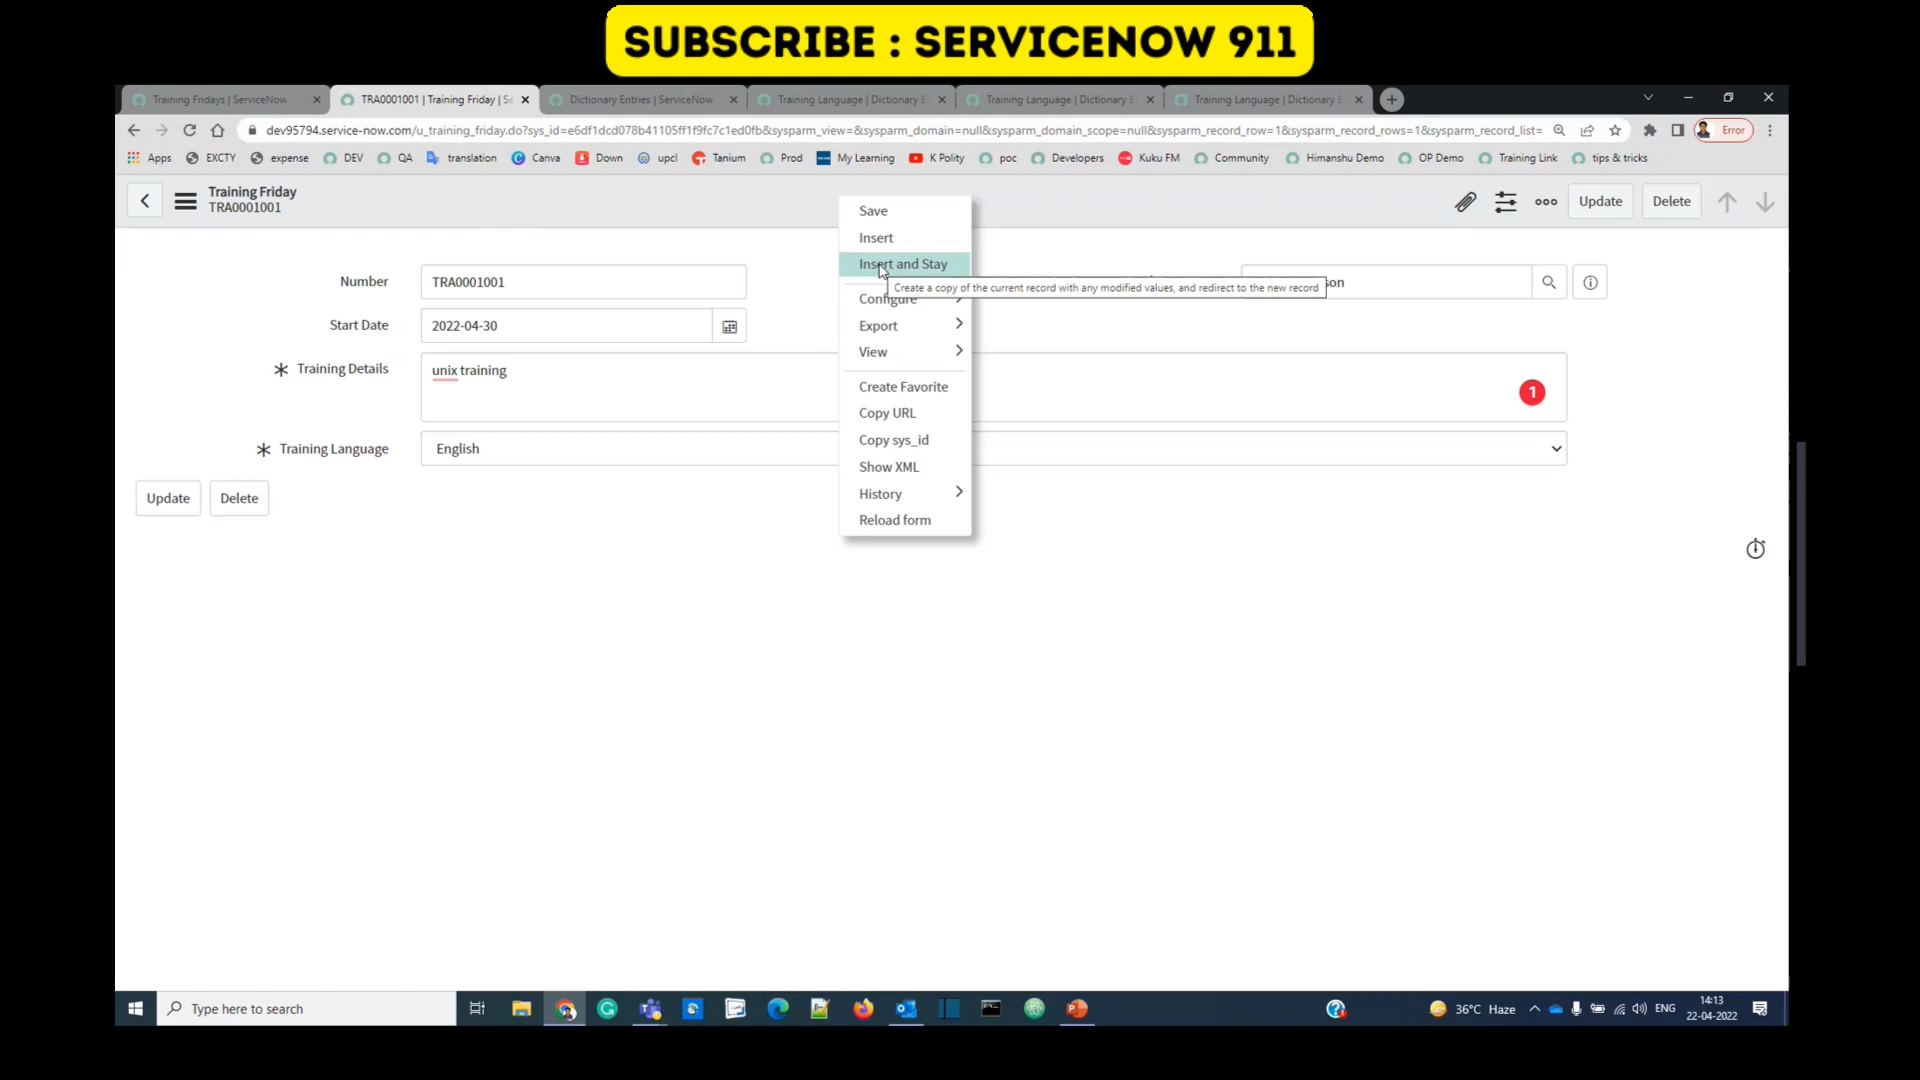 SUBSCRIBE : SERVICENOW 911
Training Fridays | ServiceNow
TRA0001001 | Training Friday | Se
Dictionary Entries | ServiceNow
Training Language | Dictionary E
Training Language | Dictionary E
Training Language | Dictionary E
dev95794.service-now.com/u_training_friday.do?sys_id=e6df1dcd078b41105ff1f9fc7c1ed0fb&sysparm_view=&sysparm_domain=null&sysparm_domain_scope=null&sysparm_record_row=1&sysparm_record_rows=1&sysparm_record_list=
Error
Apps EXCTY expense DEV QA translation Canva Down upcl Tanium Prod My Learning K Polity poc Developers Kuku FM Community Himanshu Demo OP Demo Training Link tips & tricks
Training Friday
TRA0001001
Update
Delete
Number
TRA0001001
Start Date
2022-04-30
Training Details
unix training
1
Training Language
English
Update
Delete
Save
Insert
Insert and Stay
Create a copy of the current record with any modified values, and redirect to the new record
son
Configure
Export
View
Create Favorite
Copy URL
Copy sys_id
Show XML
History
Reload form
Type here to search
36°C Haze
ENG
14:13
22-04-2022